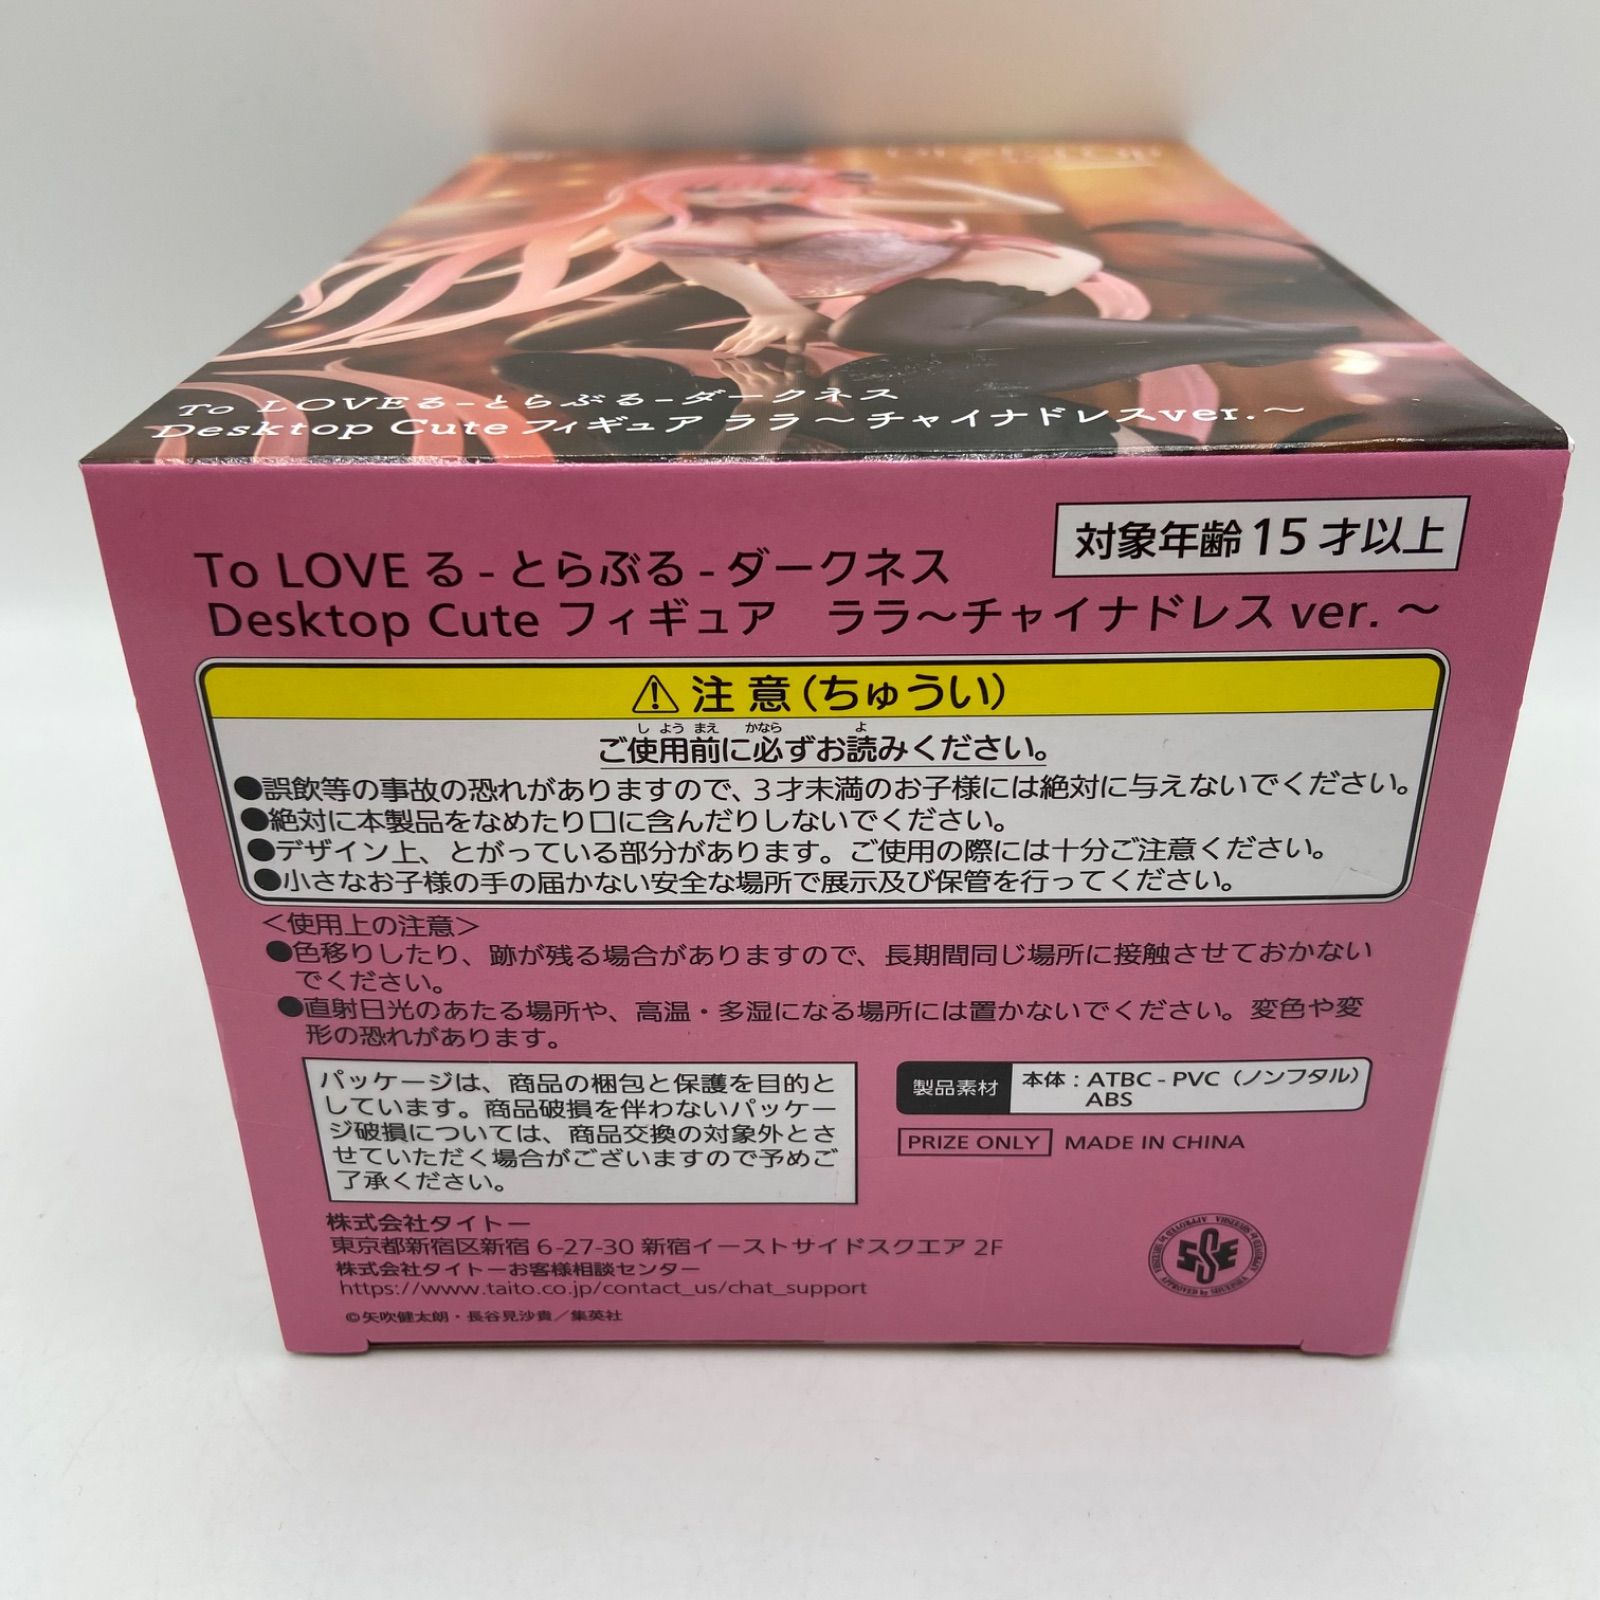 To LOVEる-とらぶる-ダークネス
Desktop Cute フィギュア ララ～チャイナドレスver.～
対象年齢15才以上
To LOVE る - とらぶる - ダークネス
Desktop Cute フィギュア ララ～チャイナドレス ver. ～
⚠ 注 意 (ちゅうい)
しようまえ かなら よ
ご使用前に必ずお読みください。
●誤飲等の事故の恐れがありますので、3才未満のお子様には絶対に与えないでください。
●絶対に本製品をなめたり口に含んだりしないでください。
●デザイン上、とがっている部分があります。ご使用の際には十分ご注意ください。
●小さなお子様の手の届かない安全な場所で展示及び保管を行ってください。
＜使用上の注意＞
●色移りしたり、跡が残る場合がありますので、長期間同じ場所に接触させておかない
でください。
●直射日光のあたる場所や、高温・多湿になる場所には置かないでください。変色や変
形の恐れがあります。
パッケージは、商品の梱包と保護を目的と
しています。商品破損を伴わないパッケー
ジ破損については、商品交換の対象外とさ
せていただく場合がございますので予めご
了承ください。
製品素材
本体 : ATBC - PVC（ノンフタル）
ABS
PRIZE ONLY MADE IN CHINA
株式会社タイトー
東京都新宿区新宿 6-27-30 新宿イーストサイドスクエア 2F
株式会社タイトーお客様相談センター
https://www.taito.co.jp/contact_us/chat_support
©矢吹健太朗・長谷見沙貴／集英社
APPROVED by SHUEISHA